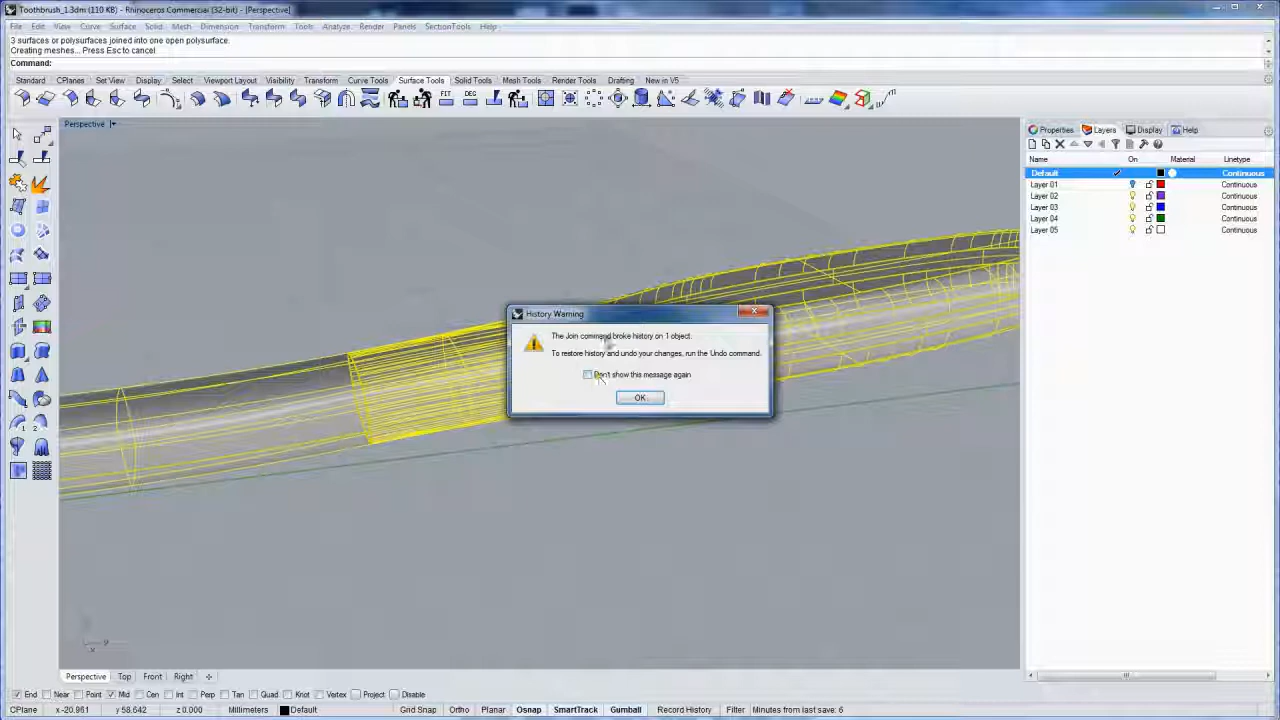 Toothbrush_1.3dm (110 KB) - Rhinoceros Commercial (32-bit) - [Perspective]
File Edit View Curve Surface Solid Mesh Dimension Transform Tools Analyze Render Panels SectionTools Help
3 surfaces or polysurfaces joined into one open polysurface.
Creating meshes... Press Esc to cancel
Command:
Standard CPlanes Set View Display Select Viewport Layout Visibility Transform Curve Tools Surface Tools Solid Tools Mesh Tools Render Tools Drafting New in V5
FIT DEG
Perspective
Properties Layers Display Help
Name On Material Linetype
Default Continuous
Layer 01 Continuous
Layer 02 Continuous
Layer 03 Continuous
Layer 04 Continuous
Layer 05 Continuous
History Warning
The Join command broke history on 1 object.
To restore history and undo your changes, run the Undo command.
Don't show this message again
OK
Perspective Top Front Right
End Near Point Mid Cen Int Perp Tan Quad Knot Vertex Project Disable
CPlane x -20.961 y 58.642 z 0.000 Millimeters Default Grid Snap Ortho Planar Osnap SmartTrack Gumball Record History Filter Minutes from last save: 6